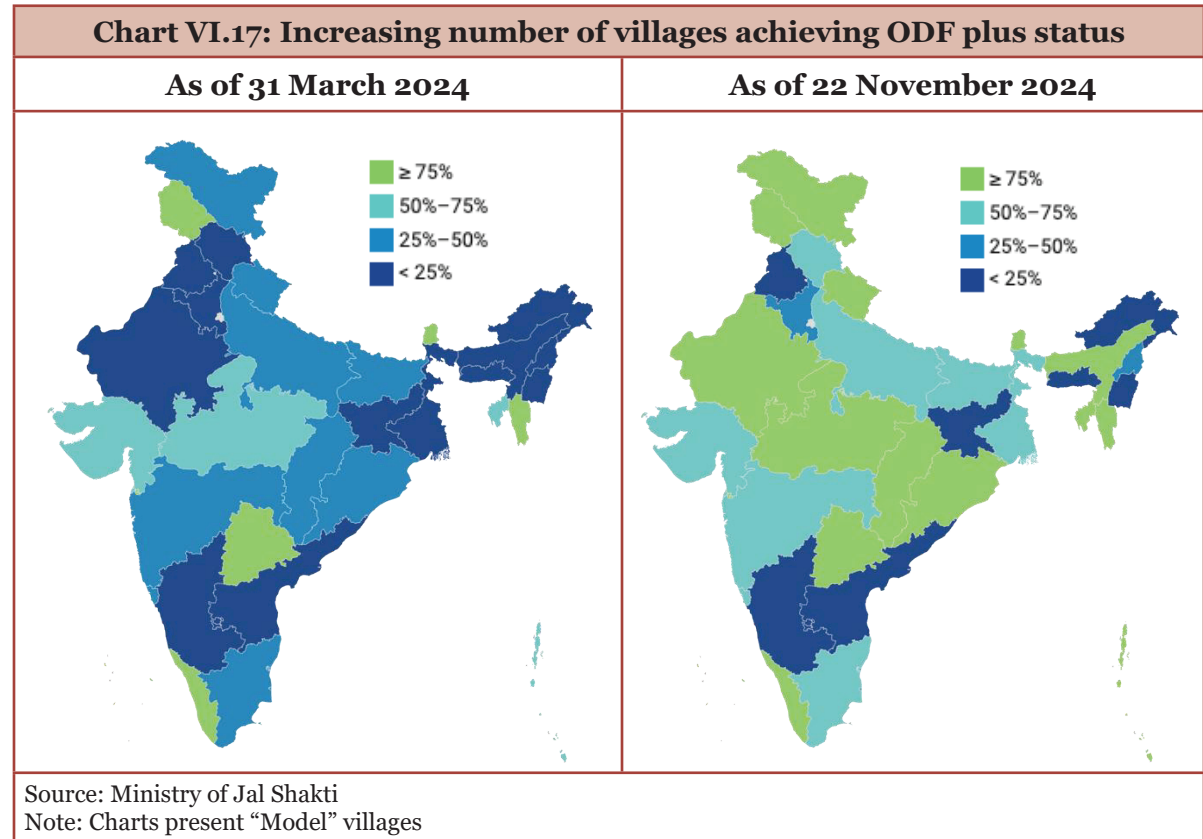 Chart VI.17: Increasing number of villages achieving ODF plus status
As of 31 March 2024
As of 22 November 2024
≥ 75%
50%–75%
25%–50%
< 25%
≥ 75%
50%–75%
25%–50%
< 25%
Source: Ministry of Jal Shakti
Note: Charts present “Model” villages